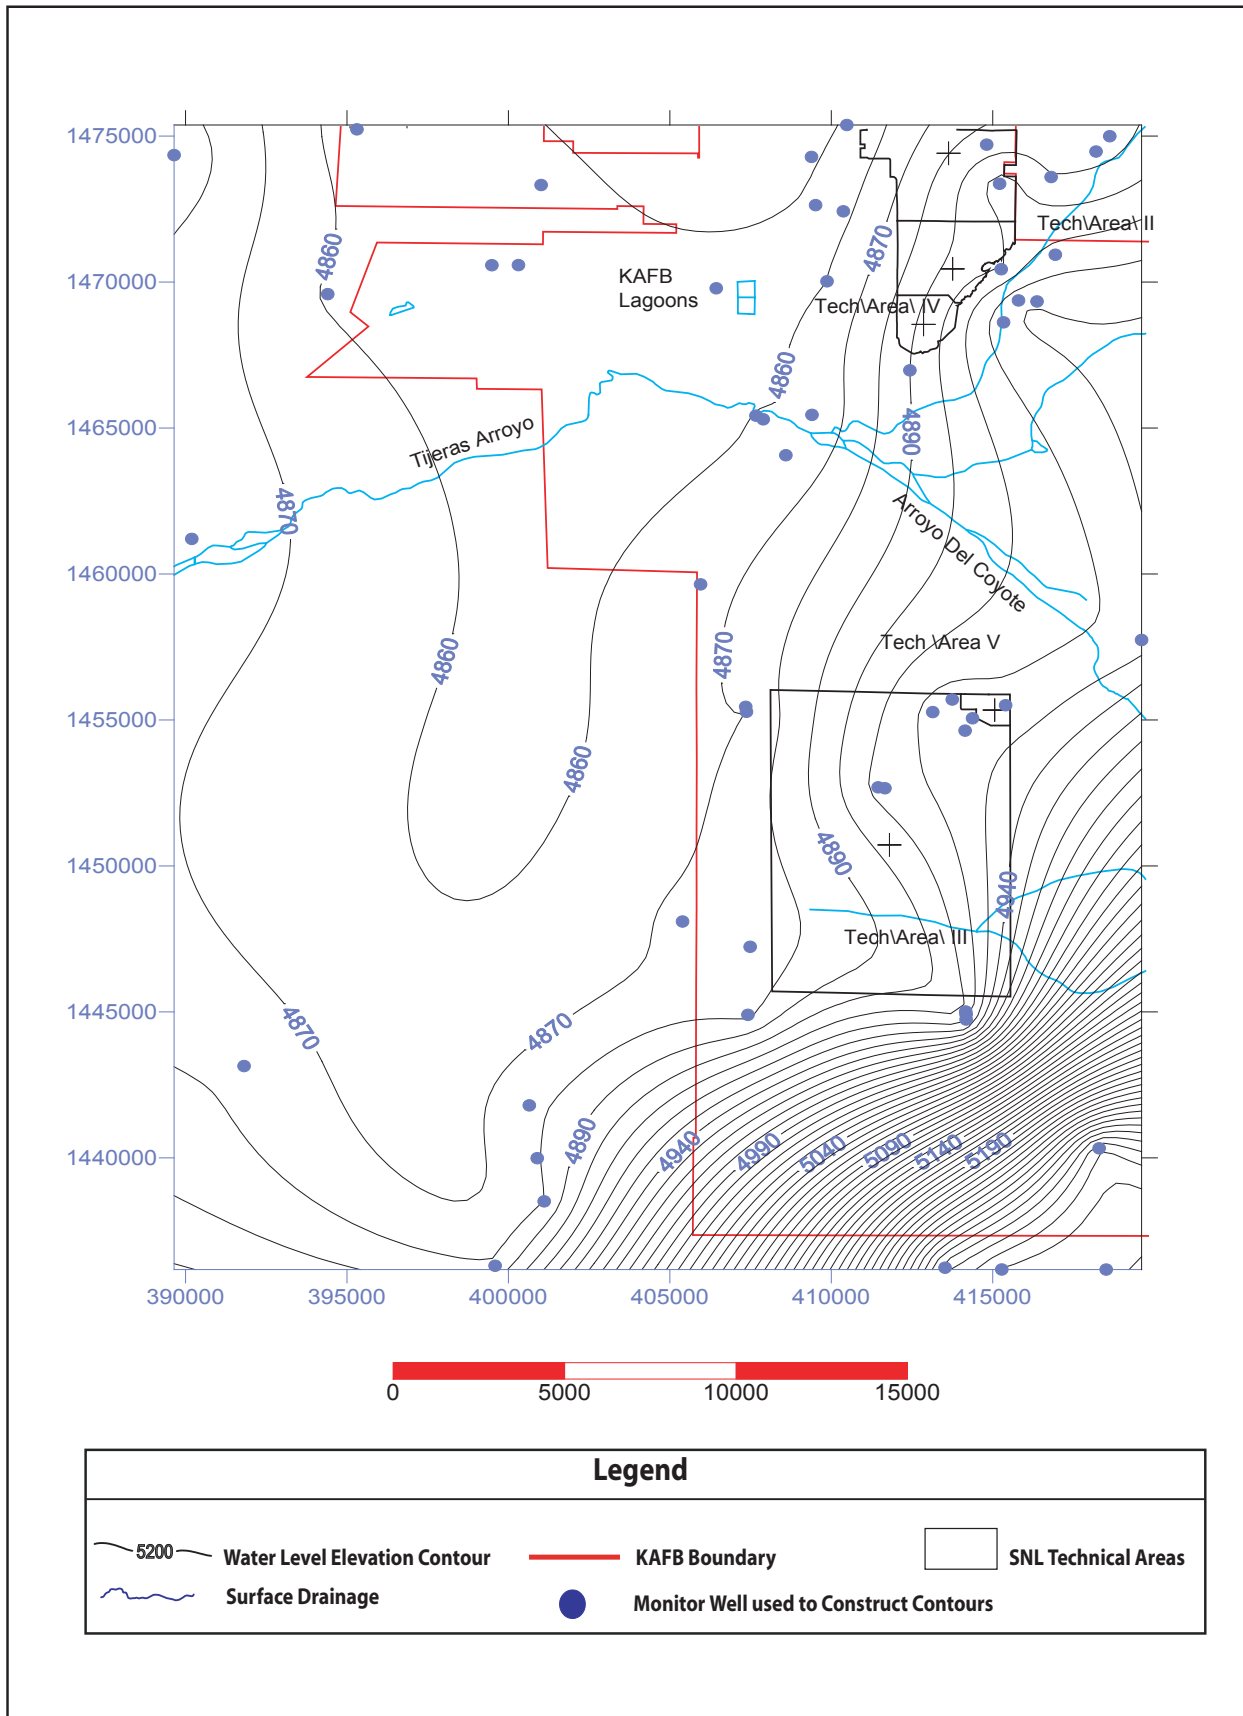 1475000
1470000
1465000
1460000
1455000
1450000
1445000
1440000
390000
395000
400000
405000
410000
415000
4860
4870
Tech\Area\ II
KAFB
Lagoons
Tech\Area\ IV
4860
4890
Tijeras Arroyo
4870
Arroyo Del Coyote
Tech \Area V
4860
4870
4860
4890
4940
Tech\Area\ III
4870
4870
4890
4940
4990
5040
5090
5140
5190
0
5000
10000
15000
Legend
5200
Water Level Elevation Contour
KAFB Boundary
SNL Technical Areas
Surface Drainage
Monitor Well used to Construct Contours